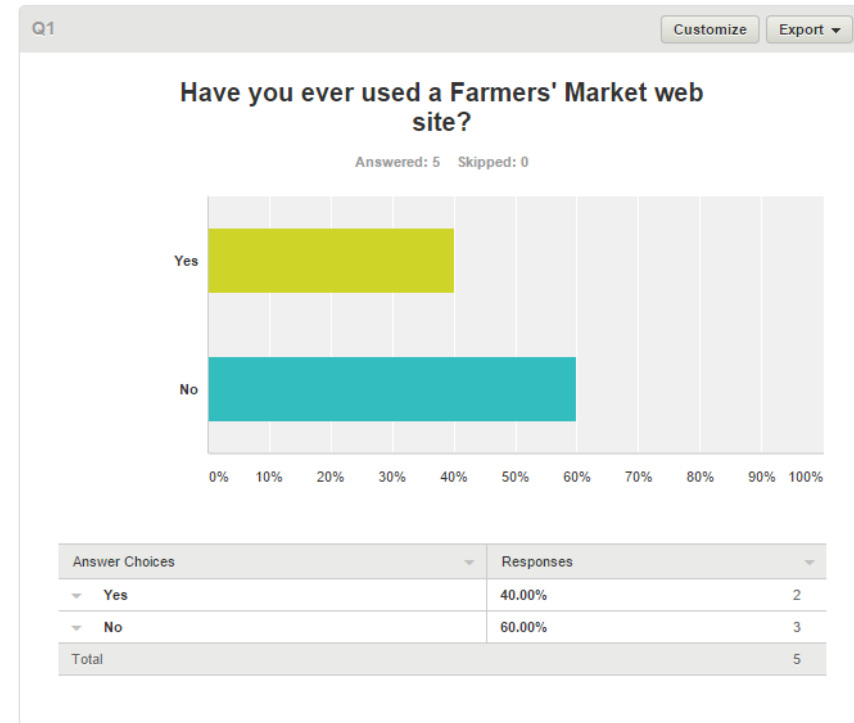 Q1
Customize
Export
Have you ever used a Farmers' Market web
site?
Answered: 5 Skipped: 0
Yes
No
0% 10% 20% 30% 40% 50% 60% 70% 80% 90% 100%
Answer Choices Responses
Yes 40.00% 2
No 60.00% 3
Total 5